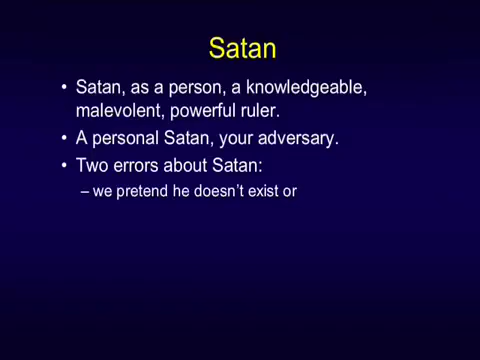 Satan
• Satan, as a person, a knowledgeable,
malevolent, powerful ruler.
• A personal Satan, your adversary.
• Two errors about Satan:
– we pretend he doesn't exist or